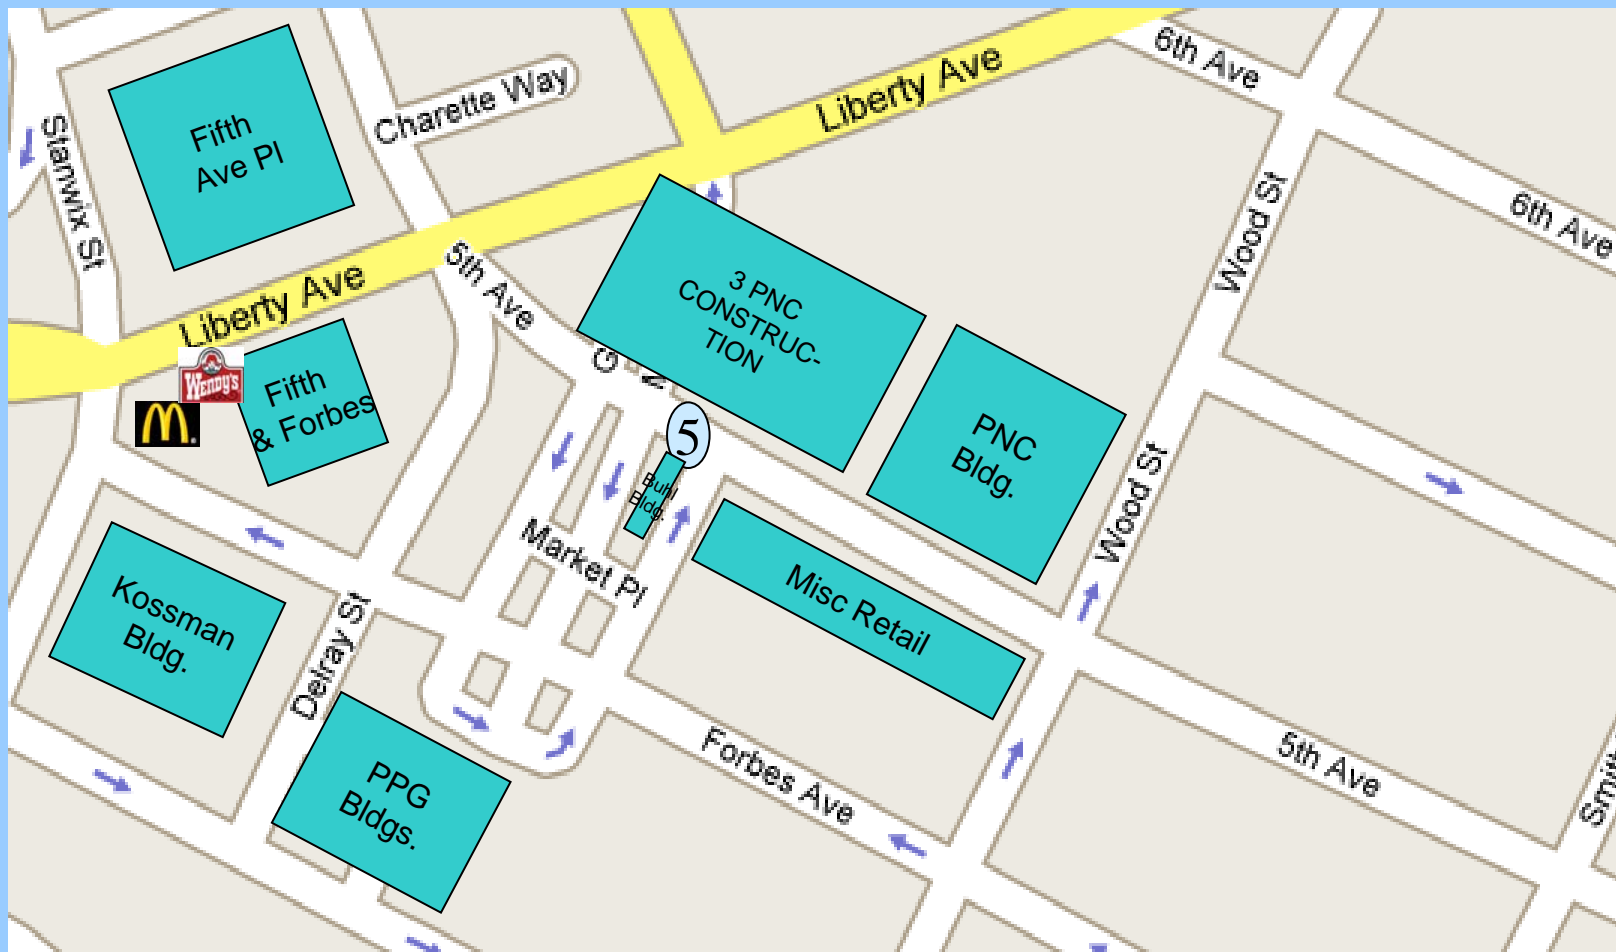 6th Ave
Liberty Ave
Charette Way
Fifth
Ave Pl
Stanwix St
6th Ave
Wood St
5th Ave
Liberty Ave
3 PNC
CONSTRUC-
TION
G
Wendy's
Fifth
& Forbes
M
5
PNC
Bldg.
Buhl
Bldg.
Wood St
Market Pl
Misc Retail
Kossman
Bldg.
Delray St
Forbes Ave
5th Ave
PPG
Bldgs.